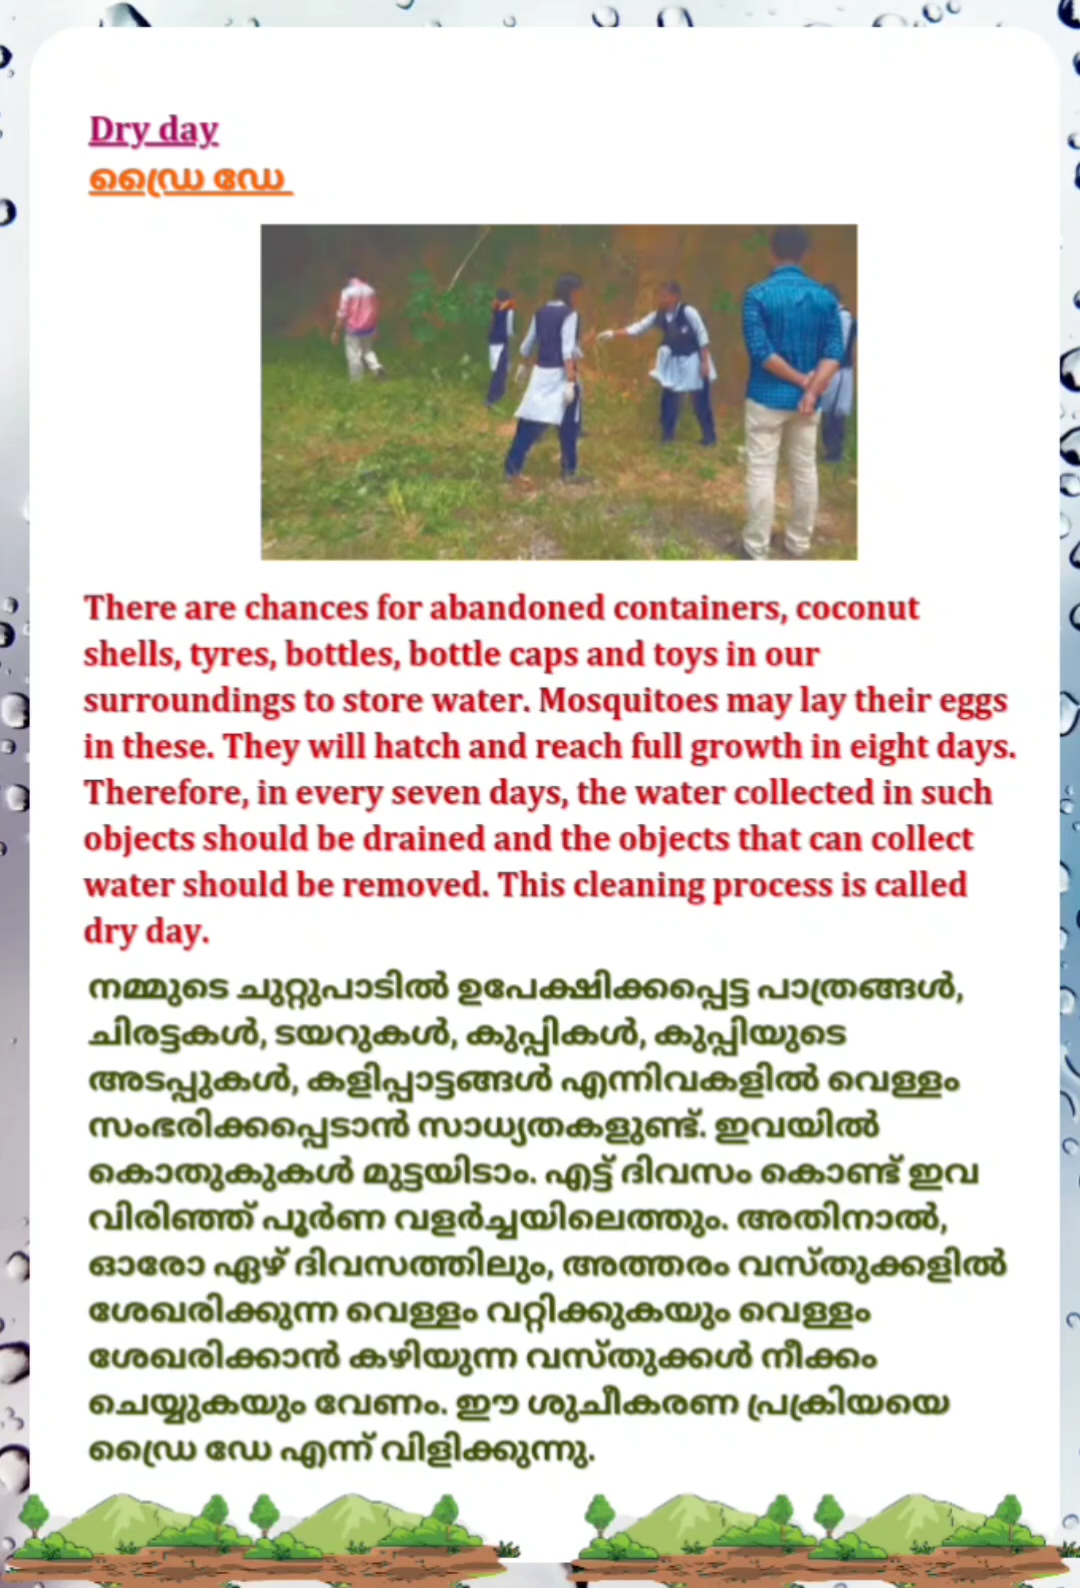 Dry day
ഡ്രൈ ഡേ
There are chances for abandoned containers, coconut
shells, tyres, bottles, bottle caps and toys in our
surroundings to store water. Mosquitoes may lay their eggs
in these. They will hatch and reach full growth in eight days.
Therefore, in every seven days, the water collected in such
objects should be drained and the objects that can collect
water should be removed. This cleaning process is called
dry day.
നമ്മുടെ ചുറ്റുപാടിൽ ഉപേക്ഷിക്കപ്പെട്ട പാത്രങ്ങൾ,
ചിരട്ടകൾ, ടയറുകൾ, കുപ്പികൾ, കുപ്പിയുടെ
അടപ്പുകൾ, കളിപ്പാട്ടങ്ങൾ എന്നിവകളിൽ വെള്ളം
സംഭരിക്കപ്പെടാൻ സാധ്യതകളുണ്ട്. ഇവയിൽ
കൊതുകുകൾ മുട്ടയിടാം. എട്ട് ദിവസം കൊണ്ട് ഇവ
വിരിഞ്ഞ് പൂർണ വളർച്ചയിലെത്തും. അതിനാൽ,
ഓരോ ഏഴ് ദിവസത്തിലും, അത്തരം വസ്തുക്കളിൽ
ശേഖരിക്കുന്ന വെള്ളം വറ്റിക്കുകയും വെള്ളം
ശേഖരിക്കാൻ കഴിയുന്ന വസ്തുക്കൾ നീക്കം
ചെയ്യുകയും വേണം. ഈ ശുചീകരണ പ്രക്രിയയെ
ഡ്രൈ ഡേ എന്ന് വിളിക്കുന്നു.